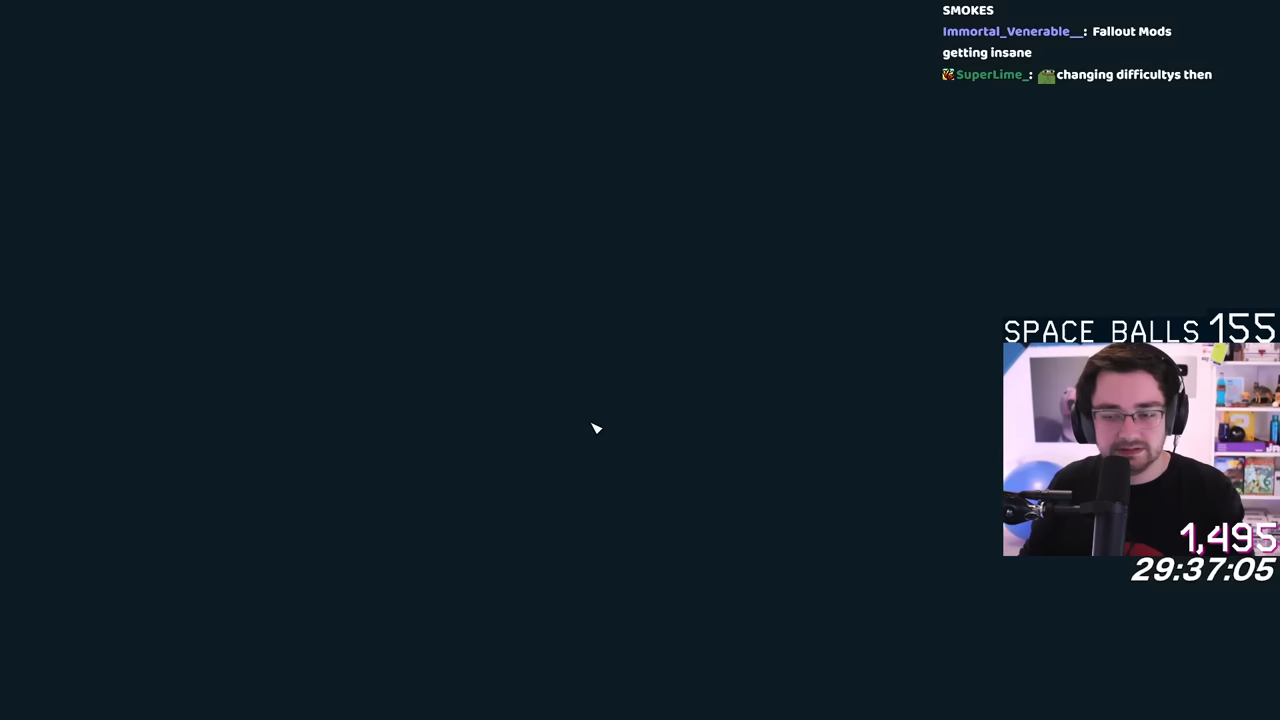 SMOKES
Immortal_Venerable__: Fallout Mods
getting insane
SuperLime_: changing difficultys then
SPACE BALLS 155
1,495
29:37:05